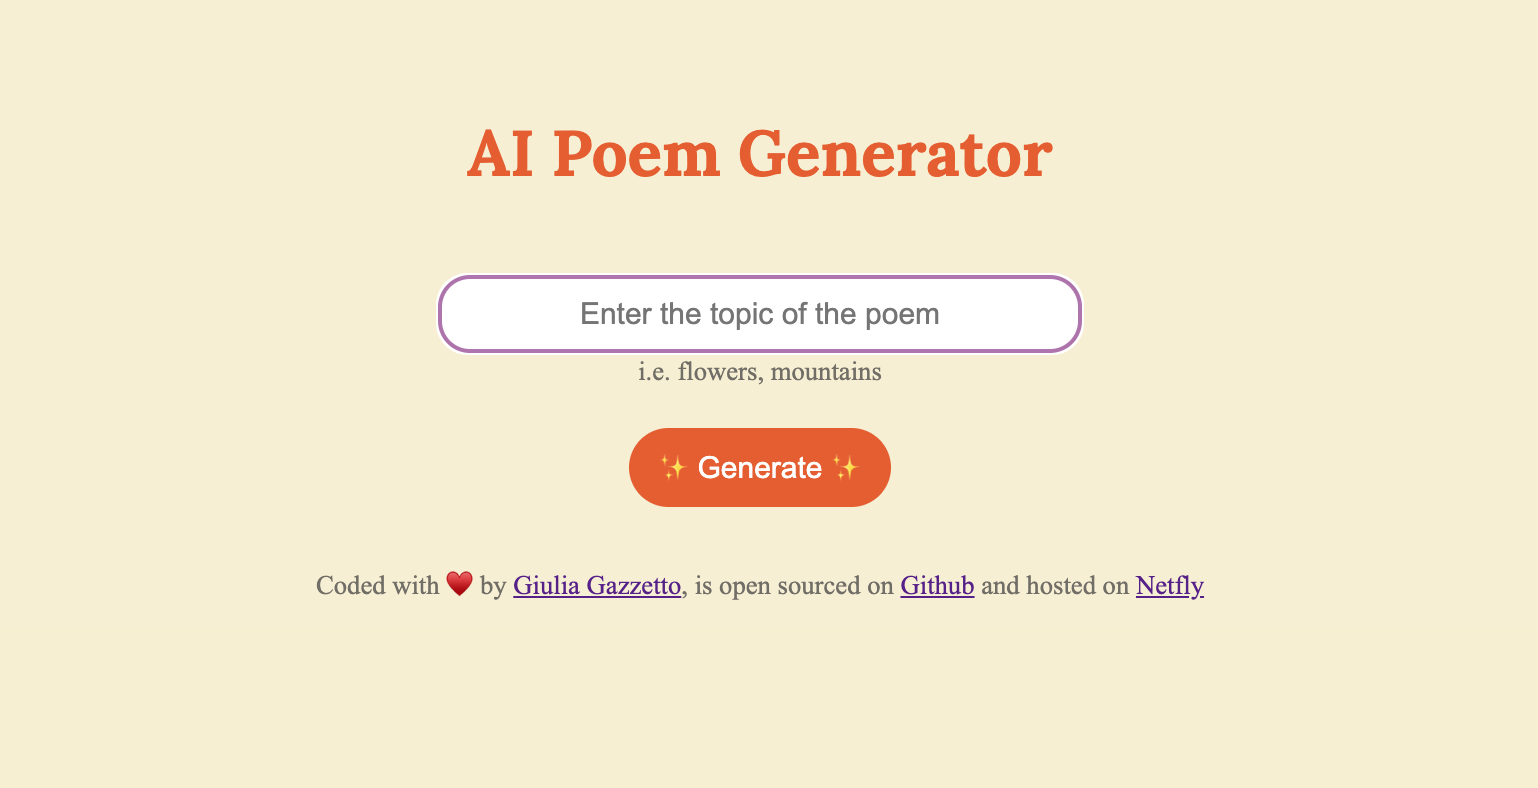 AI Poem Generator
Enter the topic of the poem
i.e. flowers, mountains
✨ Generate ✨
Coded with ♥️ by Giulia Gazzetto, is open sourced on Github and hosted on Netfly